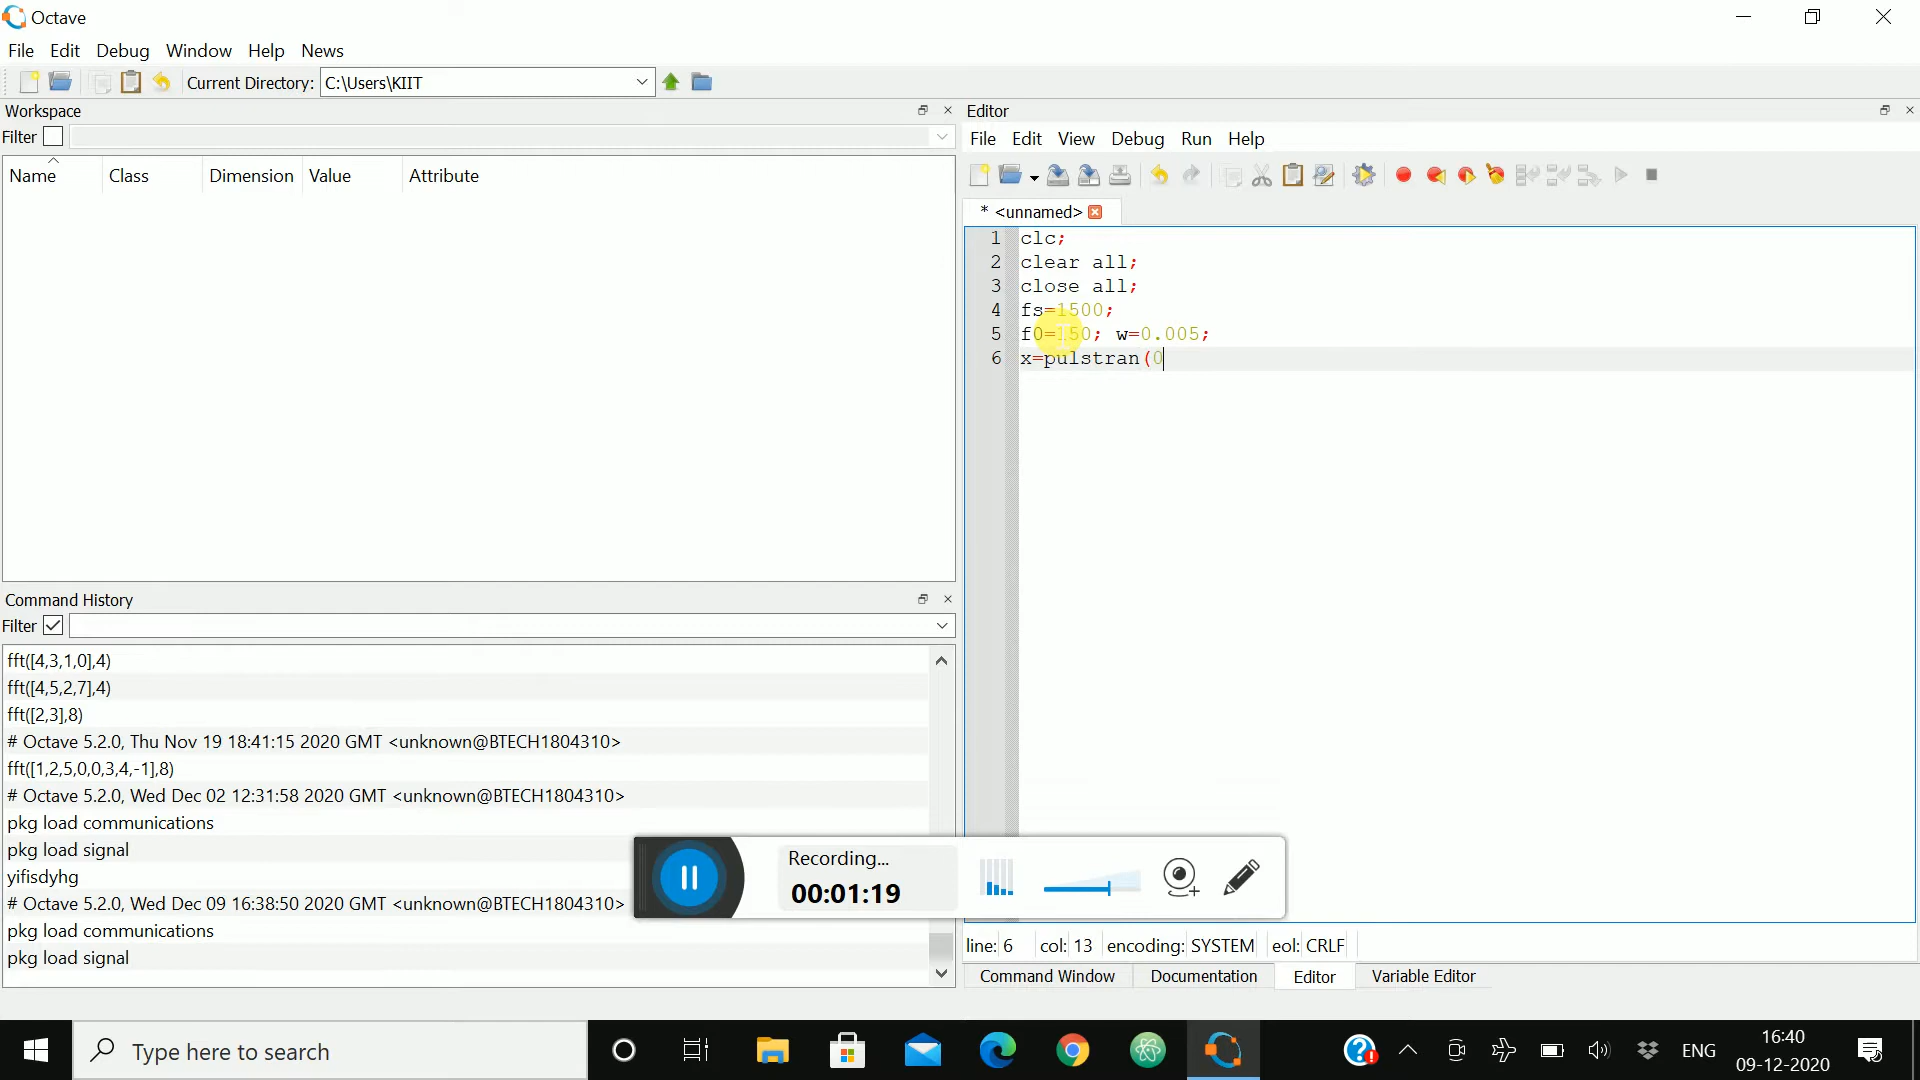 Octave
File Edit Debug Window Help News
Current Directory: C:\Users\KIIT
Workspace
Filter
Name Class Dimension Value Attribute
Command History
Filter
fft([4,3,1,0],4)
fft([4,5,2,7],4)
fft([2,3],8)
# Octave 5.2.0, Thu Nov 19 18:41:15 2020 GMT <unknown@BTECH1804310>
fft([1,2,5,0,0,3,4,-1],8)
# Octave 5.2.0, Wed Dec 02 12:31:58 2020 GMT <unknown@BTECH1804310>
pkg load communications
pkg load signal
yifisdyhg
# Octave 5.2.0, Wed Dec 09 16:38:50 2020 GMT <unknown@BTECH1804310>
pkg load communications
pkg load signal
Editor
File Edit View Debug Run Help
* <unnamed>
1 clc;
2 clear all;
3 close all;
4 fs=1500;
5 f0=150; w=0.005;
6 x=pulstran(0
Recording...
00:01:19
line: 6 col: 13 encoding: SYSTEM eol: CRLF
Command Window Documentation Editor Variable Editor
Type here to search
ENG
16:40
09-12-2020